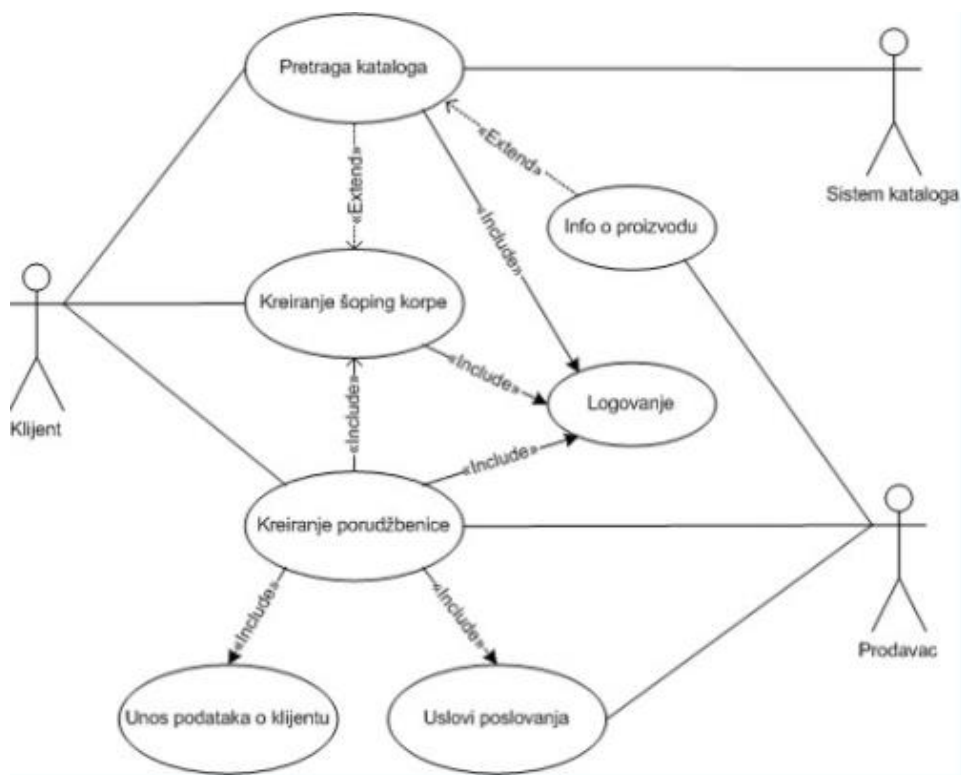 Pretraga kataloga
«Extend»
«Extend»
«Include»
Info o proizvodu
Sistem kataloga
Kreiranje šoping korpe
«Include»
Logovanje
Klijent
«Include»
«Include»
Kreiranje porudžbenice
«Include»
«Include»
Prodavac
Unos podataka o klijentu
Uslovi poslovanja